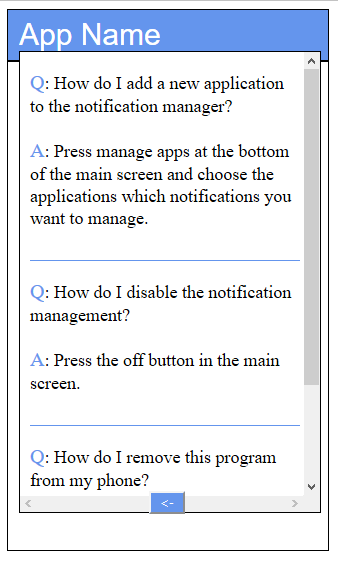 App Name
Q: How do I add a new application
to the notification manager?
A: Press manage apps at the bottom
of the main screen and choose the
applications which notifications you
want to manage.
Q: How do I disable the notification
management?
A: Press the off button in the main
screen.
Q: How do I remove this program
from my phone?
<-